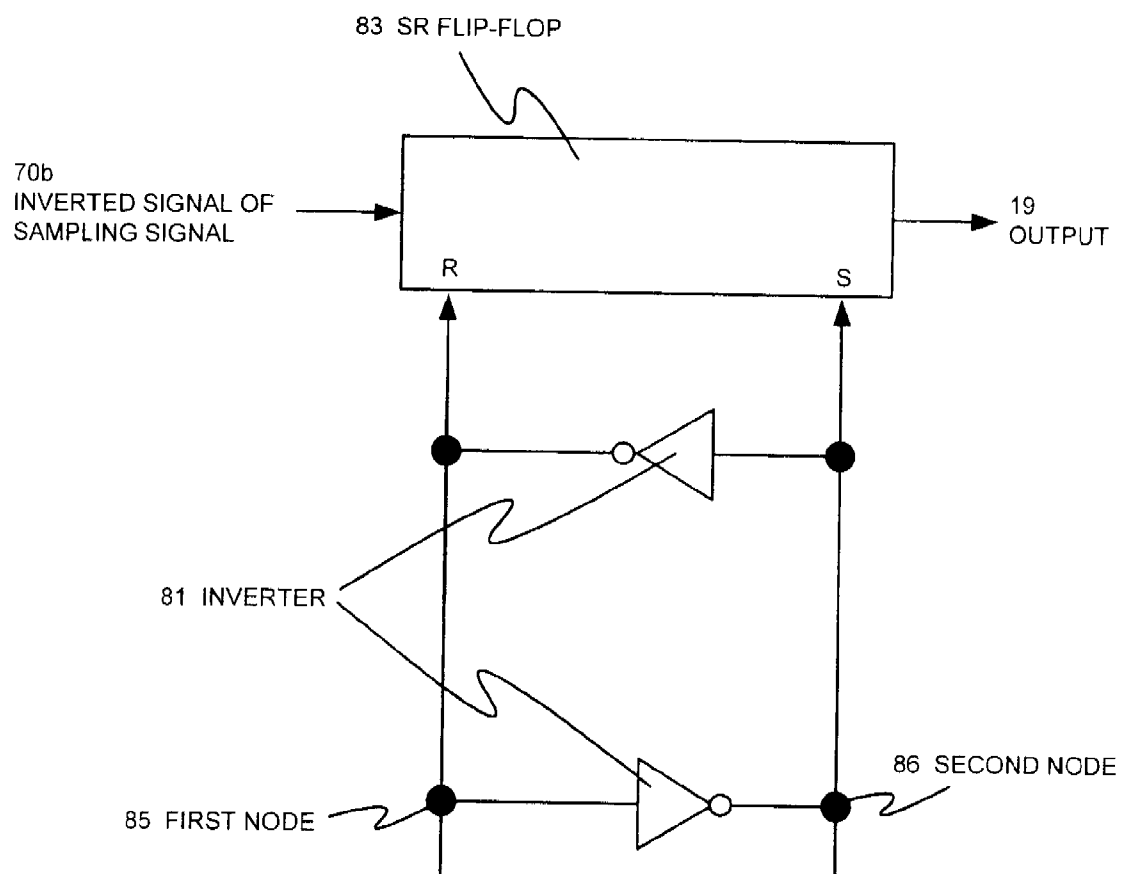 83 SR FLIP-FLOP
70b
INVERTED SIGNAL OF
SAMPLING SIGNAL
19
OUTPUT
R
S
81 INVERTER
86 SECOND NODE
85 FIRST NODE